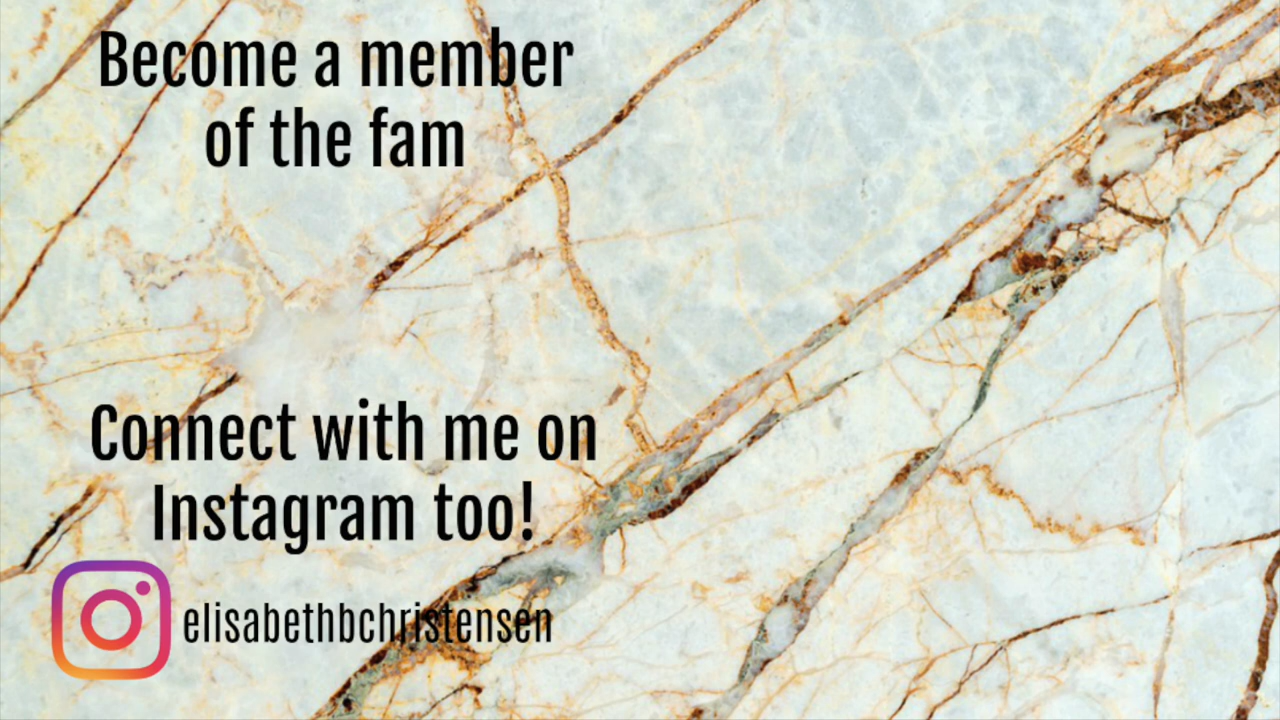 Become a member
of the fam
Connect with me on
Instagram too!
elisabethbchristensen